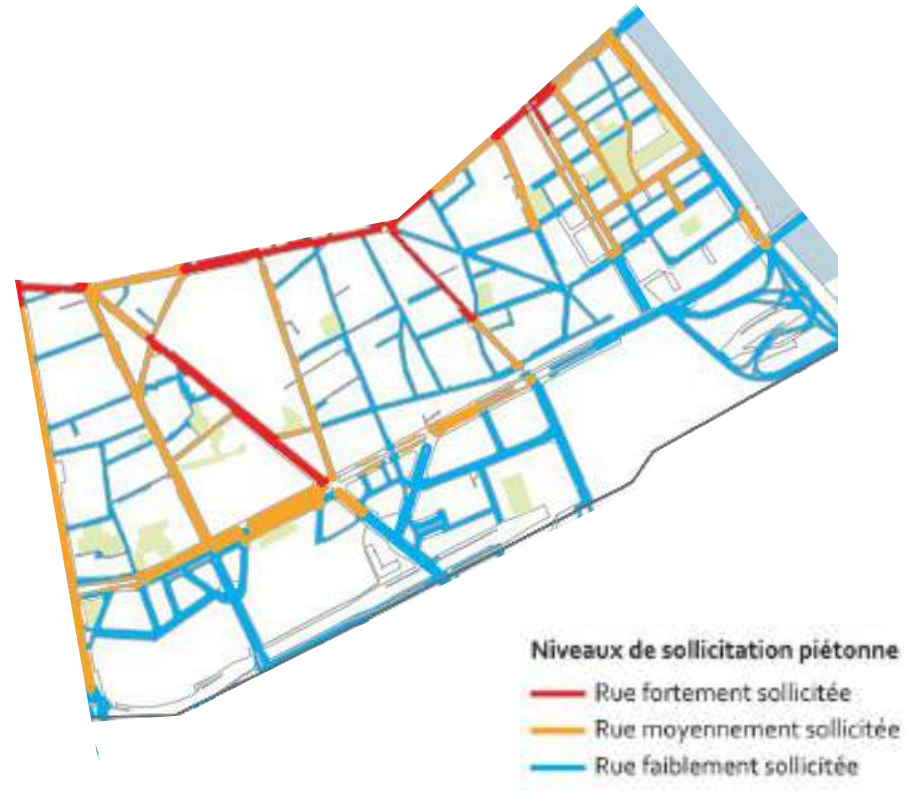 Niveaux de sollicitation piétonne
Rue fortement sollicitée
Rue moyennement sollicitée
Rue faiblement sollicitée